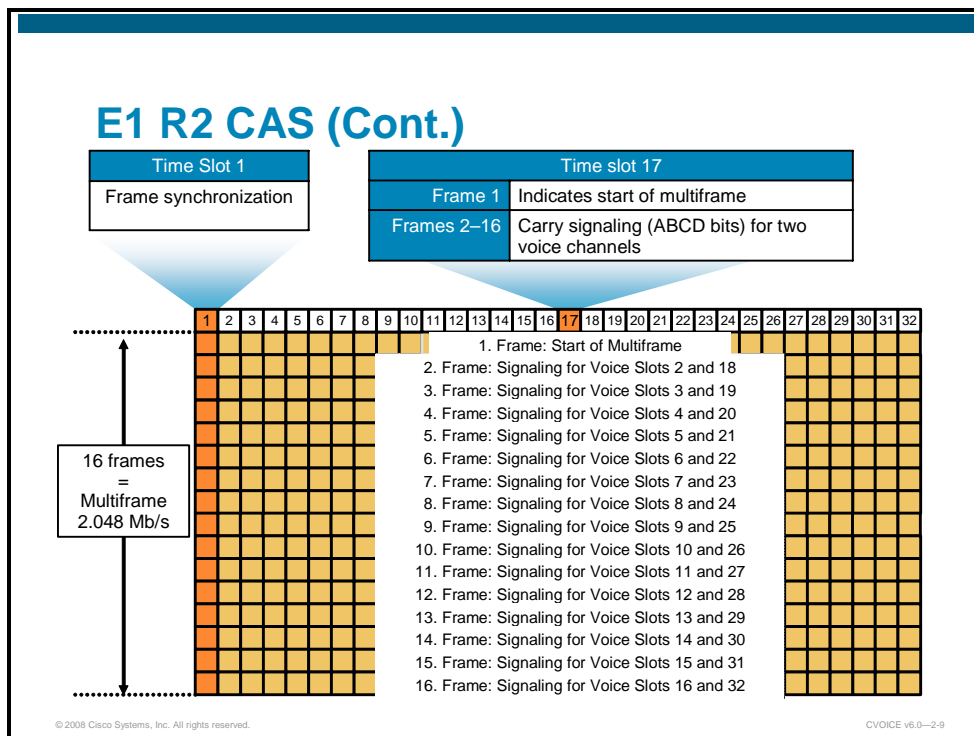 E1 R2 CAS (Cont.)
Time Slot 1
Frame synchronization
Time slot 17
Frame 1 Indicates start of multiframe
Frames 2–16 Carry signaling (ABCD bits) for two
voice channels
1 2 3 4 5 6 7 8 9 10 11 12 13 14 15 16 17 18 19 20 21 22 23 24 25 26 27 28 29 30 31 32
1. Frame: Start of Multiframe
2. Frame: Signaling for Voice Slots 2 and 18
3. Frame: Signaling for Voice Slots 3 and 19
4. Frame: Signaling for Voice Slots 4 and 20
5. Frame: Signaling for Voice Slots 5 and 21
6. Frame: Signaling for Voice Slots 6 and 22
7. Frame: Signaling for Voice Slots 7 and 23
8. Frame: Signaling for Voice Slots 8 and 24
9. Frame: Signaling for Voice Slots 9 and 25
10. Frame: Signaling for Voice Slots 10 and 26
11. Frame: Signaling for Voice Slots 11 and 27
12. Frame: Signaling for Voice Slots 12 and 28
13. Frame: Signaling for Voice Slots 13 and 29
14. Frame: Signaling for Voice Slots 14 and 30
15. Frame: Signaling for Voice Slots 15 and 31
16. Frame: Signaling for Voice Slots 16 and 32
16 frames
=
Multiframe
2.048 Mb/s
© 2008 Cisco Systems, Inc. All rights reserved.
CVOICE v6.0—2-9